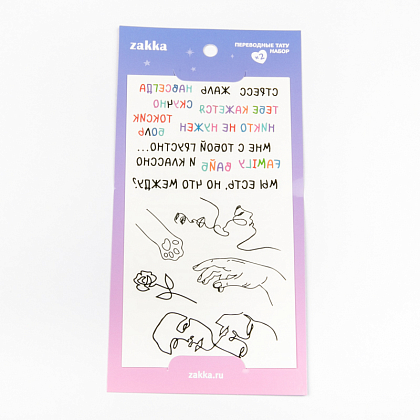 zakka
ПЕРЕВОДНЫЕ ТАТУ
НАБОР
x2
СТРЕСС ЖАЛЬ НАВСЕГДА
СКУЧНО
ТЕБЕ КАЖЕТСЯ
ТОКСИК
НИКТО НЕ НУЖЕН
БОЛЬ
МНЕ С ТОБОЙ ГРУСТНО...
FAMILY ВАЙБ И КЛАССНО
МЫ ЕСТЬ, НО ЧТО МЕЖДУ?
zakka.ru